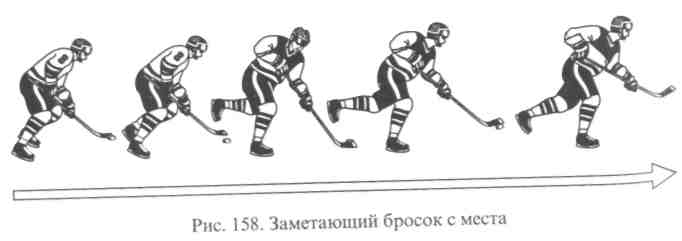 Рис. 158. Заметающий бросок с места